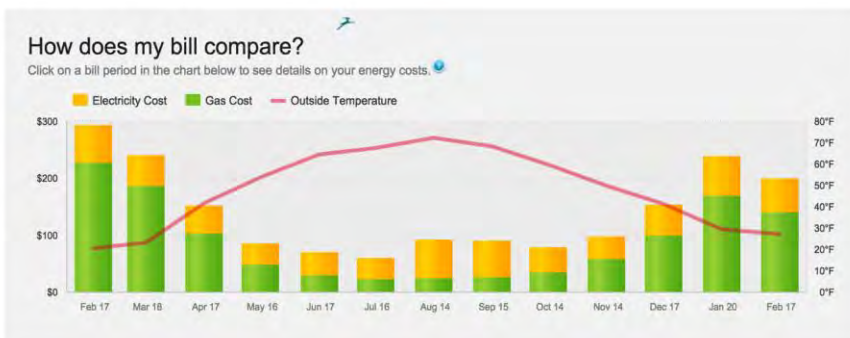 How does my bill compare?
Click on a bill period in the chart below to see details on your energy costs.
Electricity Cost Gas Cost Outside Temperature
$300 80°F
70°F
60°F
$200
50°F
40°F
$100
30°F
20°F
10°F
$0 0°F
Feb 17 Mar 18 Apr 17 May 16 Jun 17 Jul 16 Aug 14 Sep 15 Oct 14 Nov 14 Dec 17 Jan 20 Feb 17